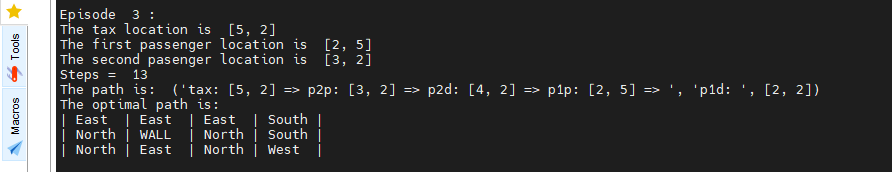 Tools
Macros
Episode  3 :
The tax location is  [5, 2]
The first passenger location is  [2, 5]
The second pasenger location is  [3, 2]
Steps =  13
The path is:  ('tax: [5, 2] => p2p: [3, 2] => p2d: [4, 2] => p1p: [2, 5] => ', 'p1d: ', [2, 2])
The optimal path is:
| East  | East  | East  | South |
| North | WALL  | North | South |
| North | East  | North | West  |